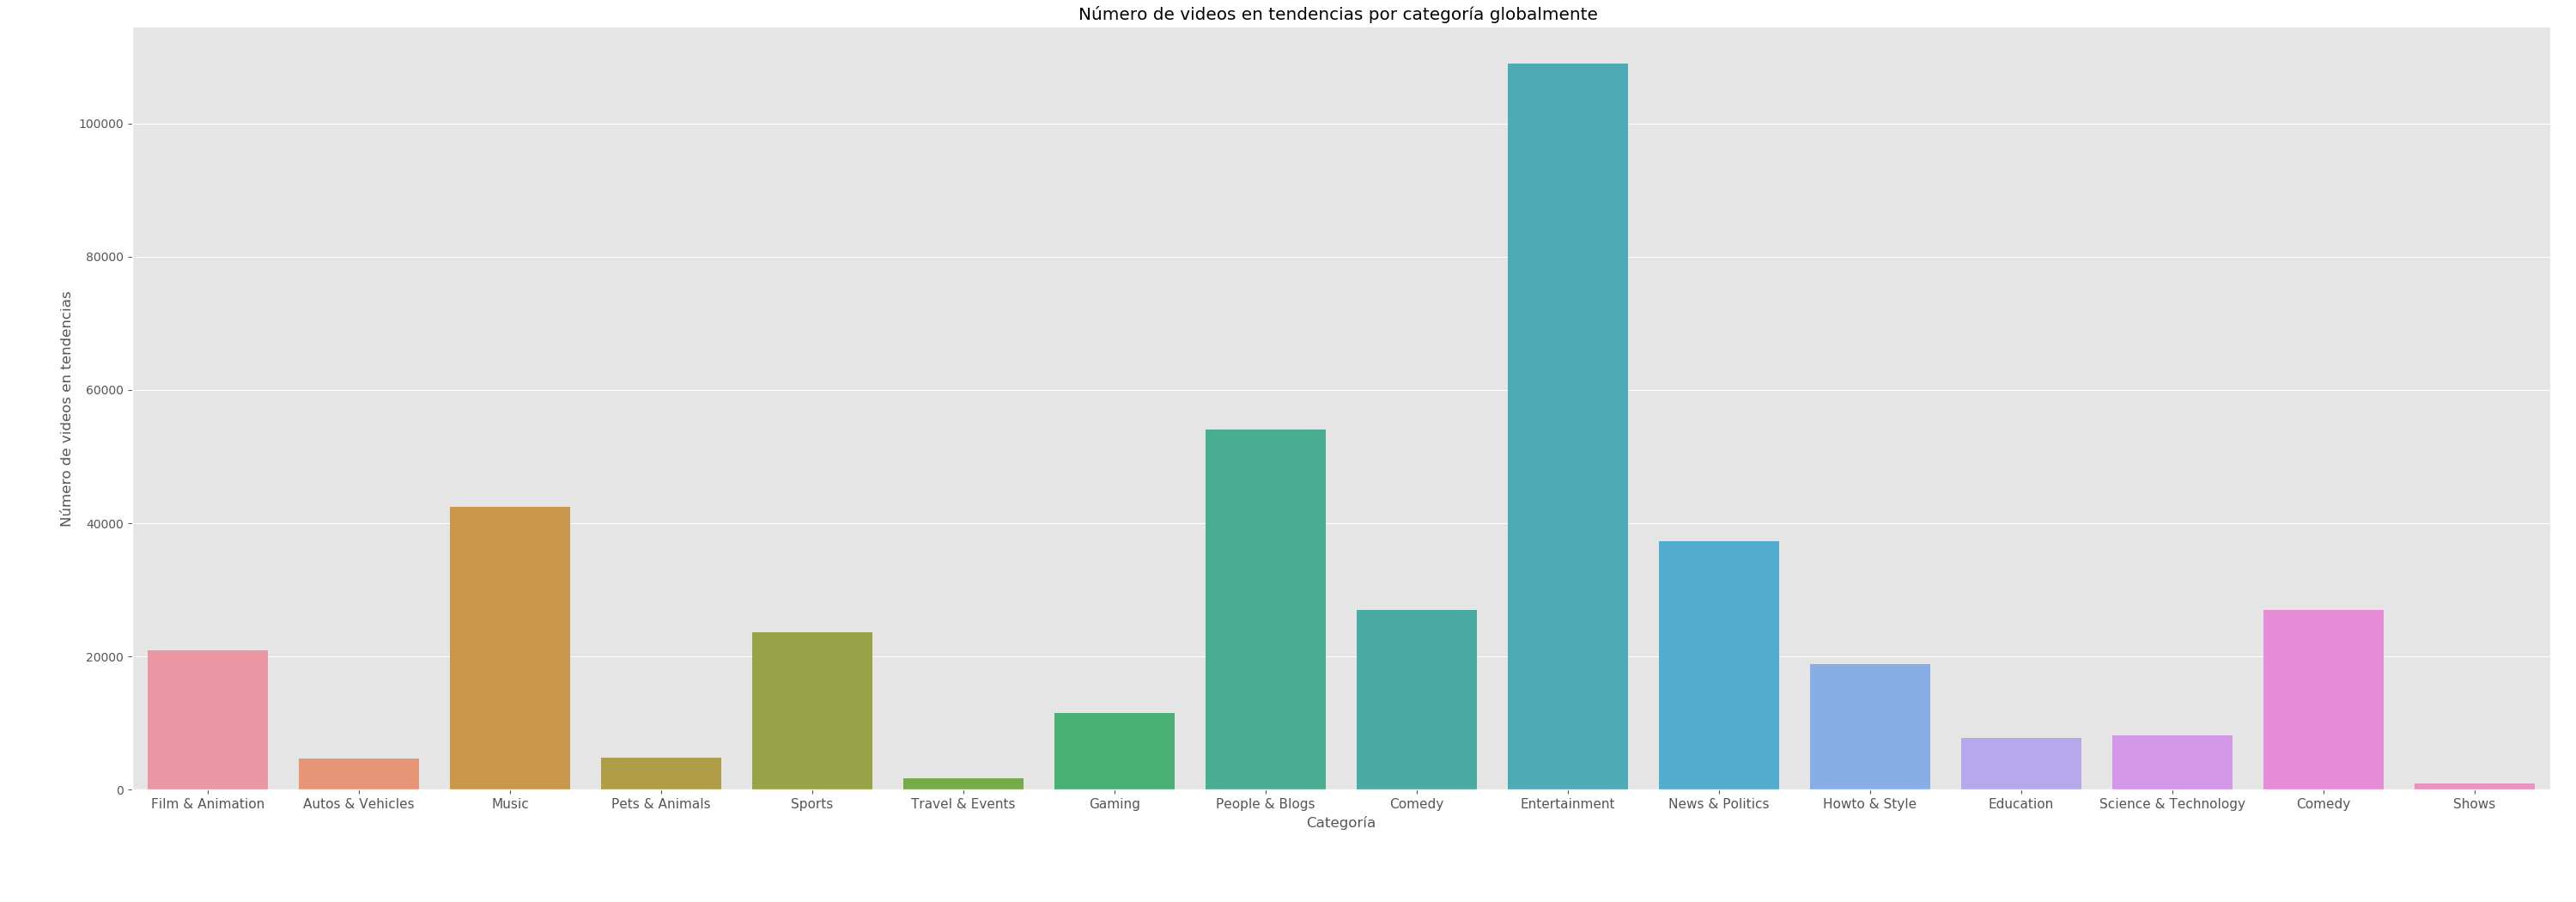 Número de videos en tendencias por categoría globalmente
Número de videos en tendencias
100000
80000
60000
40000
20000
0
Film & Animation Autos & Vehicles Music Pets & Animals Sports Travel & Events Gaming People & Blogs Comedy Entertainment News & Politics Howto & Style Education Science & Technology Comedy Shows
Categoría